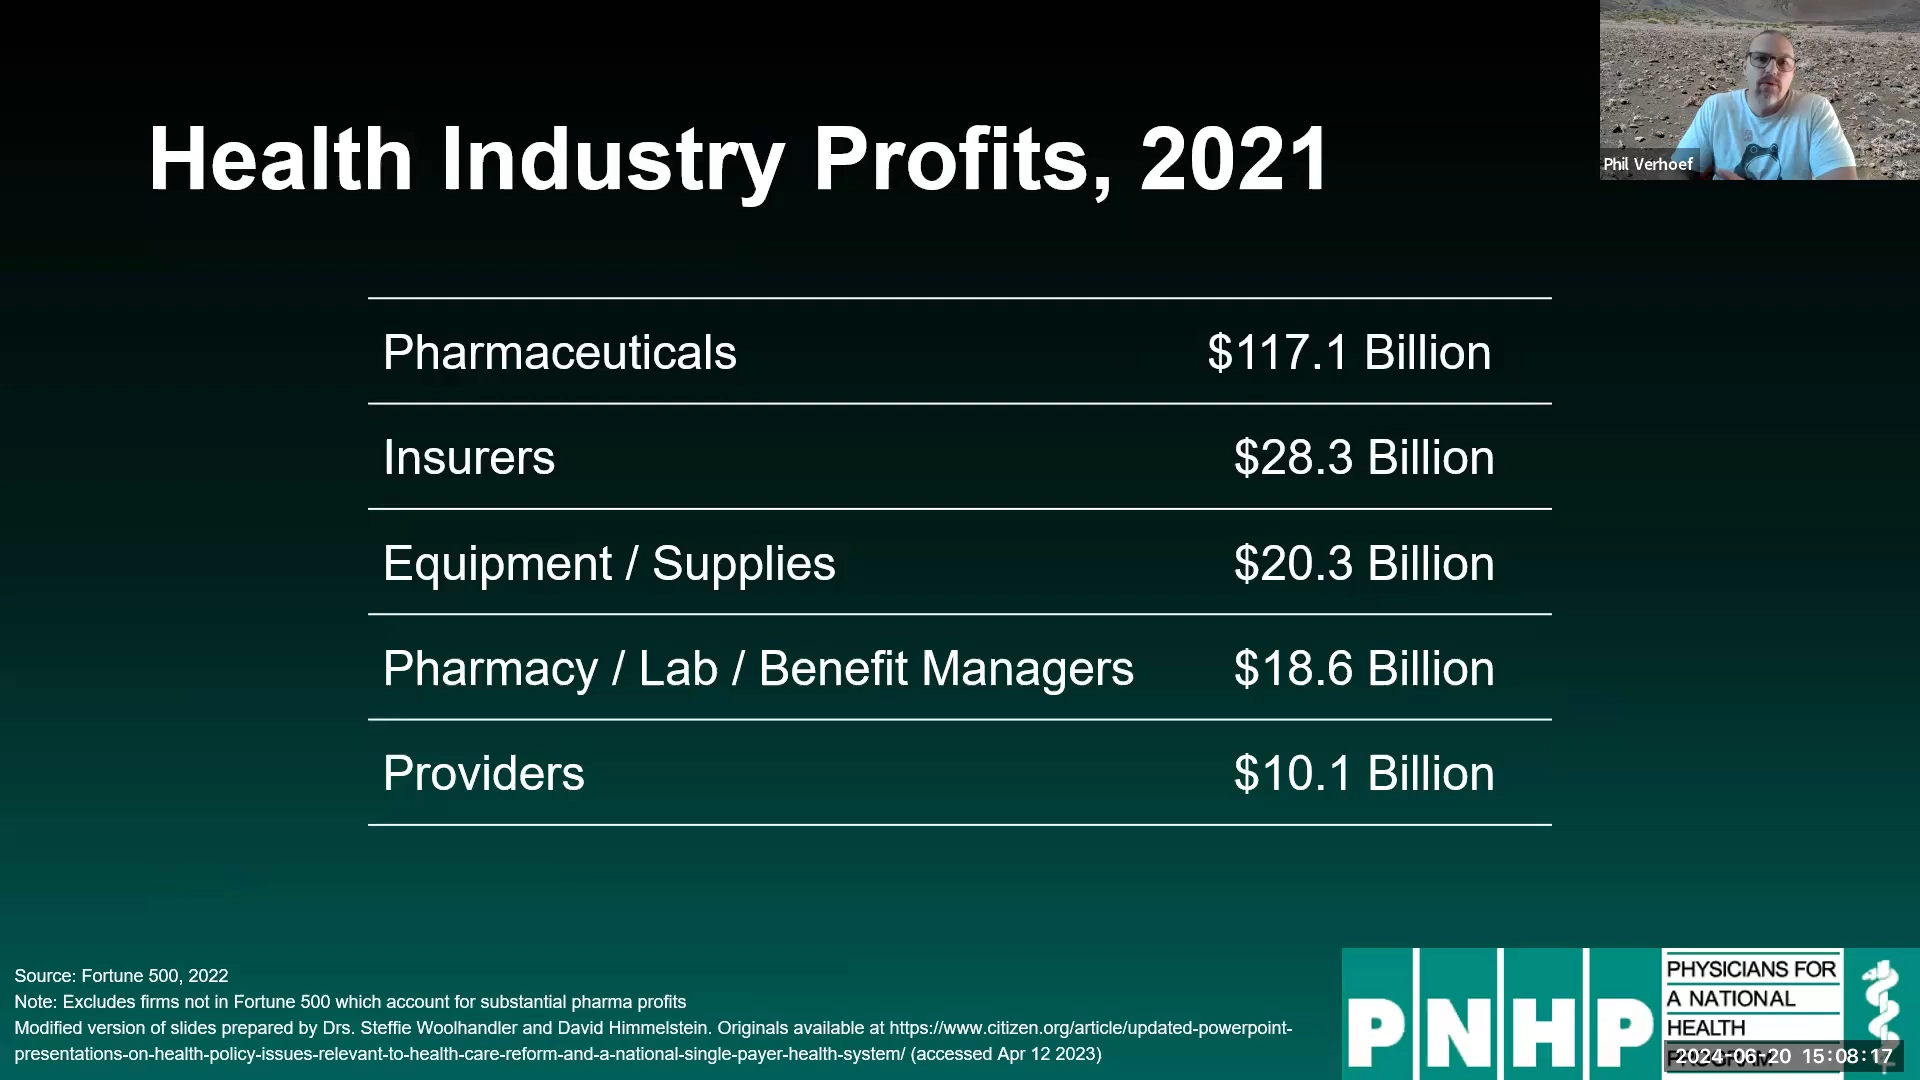 Health Industry Profits, 2021
Phil Verhoef
Pharmaceuticals $117.1 Billion
Insurers $28.3 Billion
Equipment / Supplies $20.3 Billion
Pharmacy / Lab / Benefit Managers $18.6 Billion
Providers $10.1 Billion
Source: Fortune 500, 2022
Note: Excludes firms not in Fortune 500 which account for substantial pharma profits
Modified version of slides prepared by Drs. Steffie Woolhandler and David Himmelstein. Originals available at https://www.citizen.org/article/updated-powerpoint-
presentations-on-health-policy-issues-relevant-to-health-care-reform-and-a-national-single-payer-health-system/ (accessed Apr 12 2023)
PNHP
PHYSICIANS FOR
A NATIONAL
HEALTH
PROGRAM
2024-06-20 15:08:17